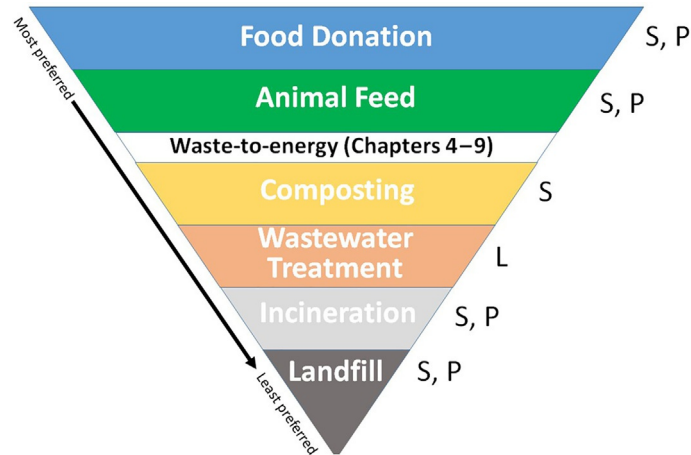 Most preferred
Food Donation
S, P
Animal Feed
S, P
Waste-to-energy (Chapters 4–9)
Composting
S
Wastewater
Treatment
L
Incineration
S, P
Landfill
S, P
Least preferred